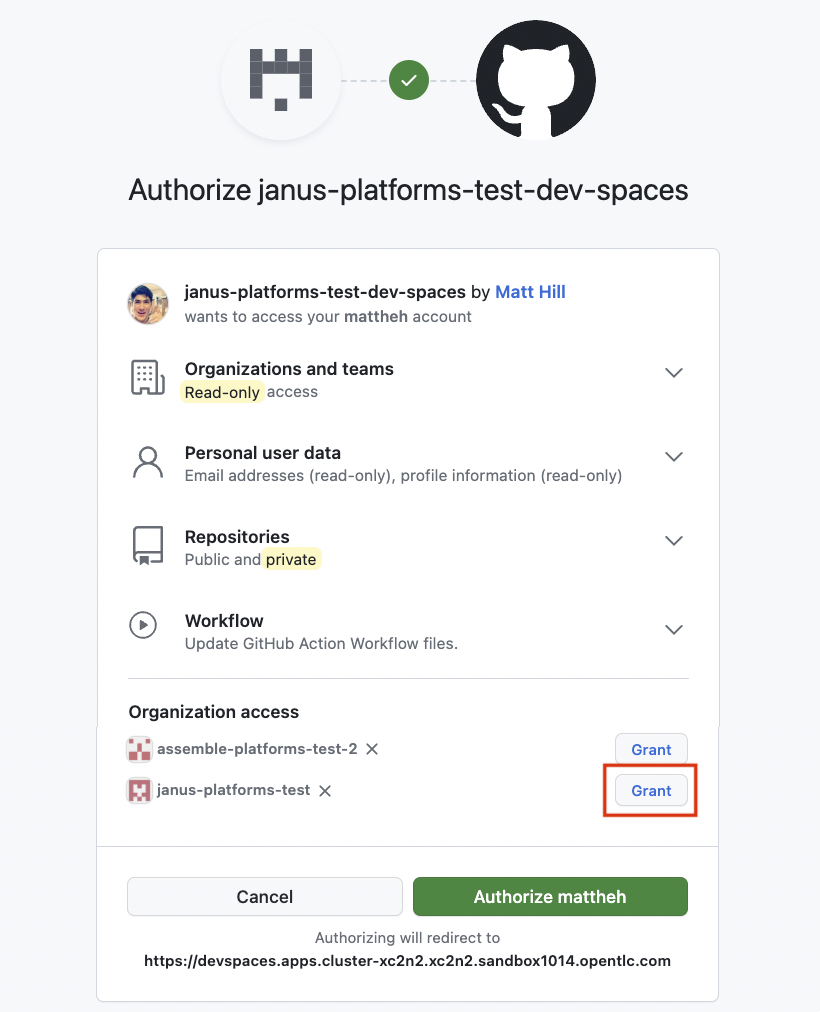 Authorize janus-platforms-test-dev-spaces
janus-platforms-test-dev-spaces by Matt Hill
wants to access your mattheh account
Organizations and teams
Read-only access
Personal user data
Email addresses (read-only), profile information (read-only)
Repositories
Public and private
Workflow
Update GitHub Action Workflow files.
Organization access
assemble-platforms-test-2 Grant
janus-platforms-test Grant
Cancel Authorize mattheh
Authorizing will redirect to
https://devspaces.apps.cluster-xc2n2.xc2n2.sandbox1014.opentlc.com